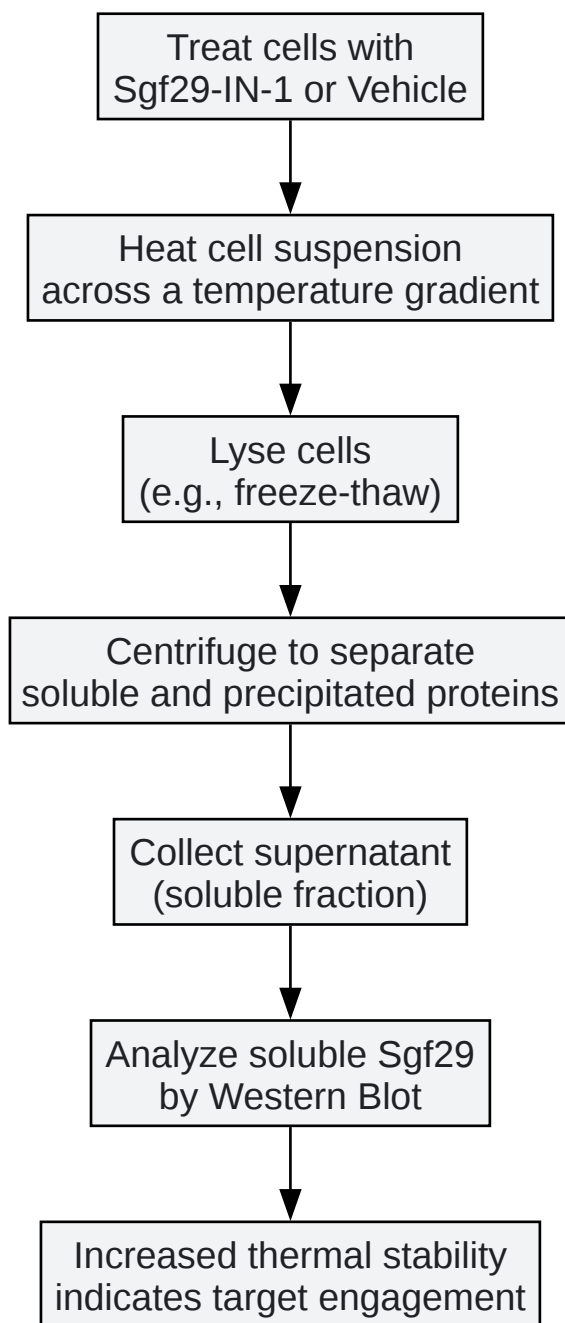 Treat cells with
Sgf29-IN-1 or Vehicle
Heat cell suspension
across a temperature gradient
Lyse cells
(e.g., freeze-thaw)
Centrifuge to separate
soluble and precipitated proteins
Collect supernatant
(soluble fraction)
Analyze soluble Sgf29
by Western Blot
Increased thermal stability
indicates target engagement